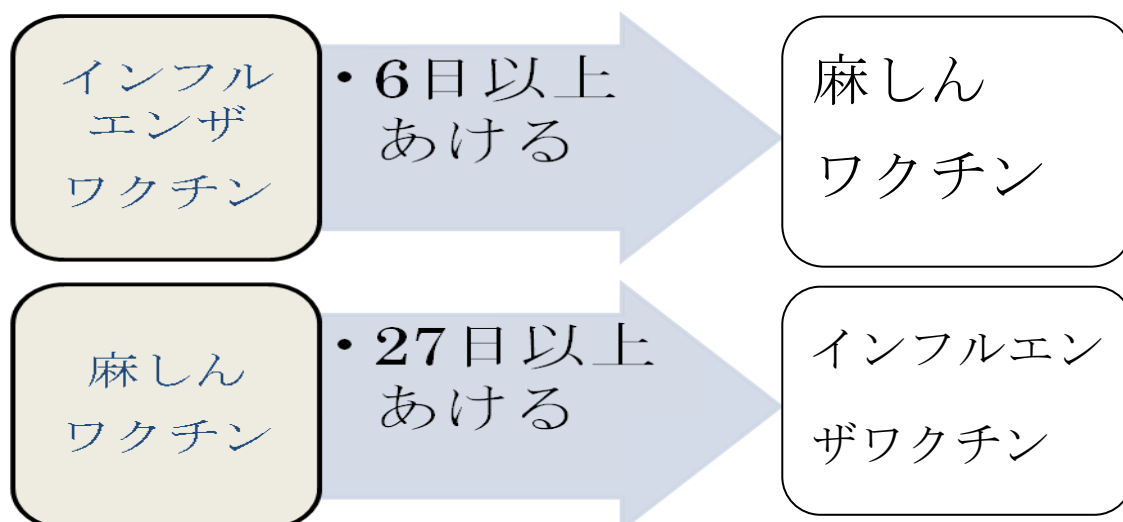 インフル
エンザ
ワクチン
・6日以上
あける
麻しん
ワクチン
麻しん
ワクチン
・27日以上
あける
インフルエン
ザワクチン